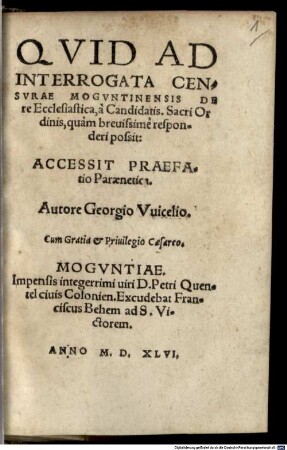 1
QVID AD
INTERROGATA CEN-
SVRAE MOGVNTINENSIS DE
re Ecclesiastica, à Candidatis. Sacri Or
dinis, quàm breuissimè respon-
deri possit:
ACCESSIT PRAEFA-
tio Parænetica.
Autore Georgio Vuicelio.
Cum Gratia & Priuilegio Cæsareo.
MOGVNTIAE.
Impensis integerrimi uiri D. Petri Quen-
tel ciuis Colonien. Excudebat Fran-
ciscus Behem ad S. Vi-
ctorem.
ANNO M. D. XLVI.